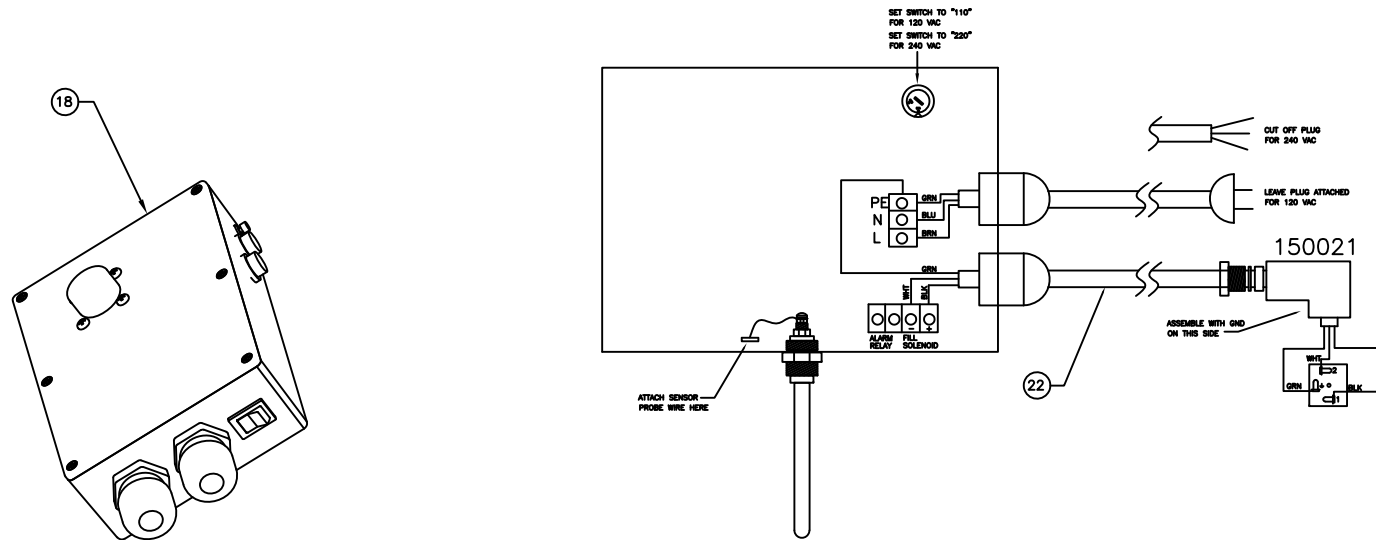 SET SWITCH TO "110"
FOR 120 VAC
SET SWITCH TO "220"
FOR 240 VAC
18
CUT OFF PLUG
FOR 240 VAC
LEAVE PLUG ATTACHED
FOR 120 VAC
PE
GRN
N
BLU
L
BRN
150021
GRN
WHT
BLK
- +
ALARM
RELAY
FILL
SOLENOID
ASSEMBLE WITH GND
ON THIS SIDE
22
ATTACH SENSOR
PROBE WIRE HERE
WHT
2
GRN
BLK
1